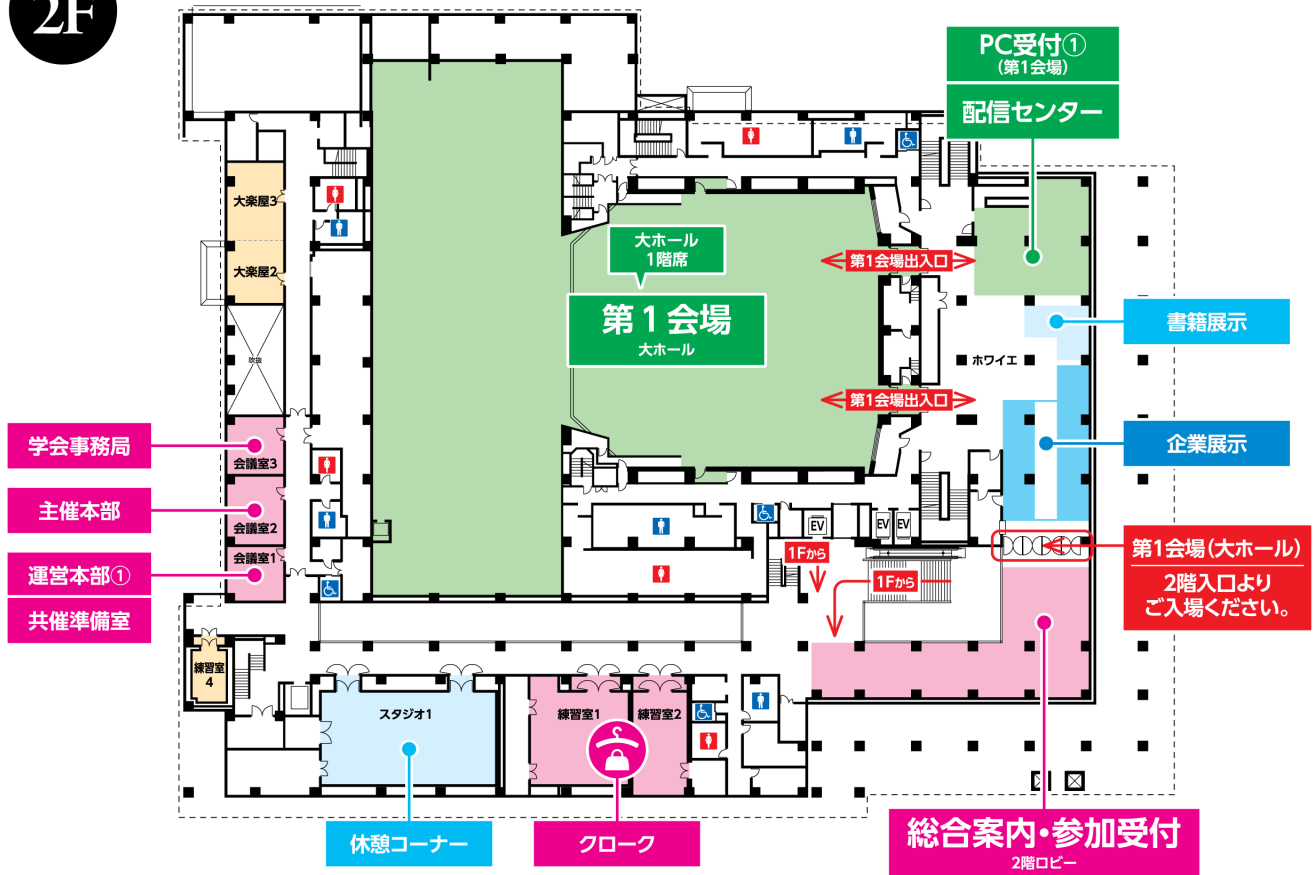 2F
PC受付①
(第1会場)
配信センター
大楽屋3
大楽屋2
吹抜
大ホール
1階席
第1会場
大ホール
第1会場出入口
第1会場出入口
書籍展示
ホワイエ
企業展示
学会事務局
会議室3
主催本部
会議室2
運営本部①
会議室1
共催準備室
EV
EV
EV
1Fから
1Fから
第1会場(大ホール)
2階入口より
ご入場ください。
練習室
4
スタジオ1
練習室1
練習室2
休憩コーナー
クローク
総合案内・参加受付
2階ロビー